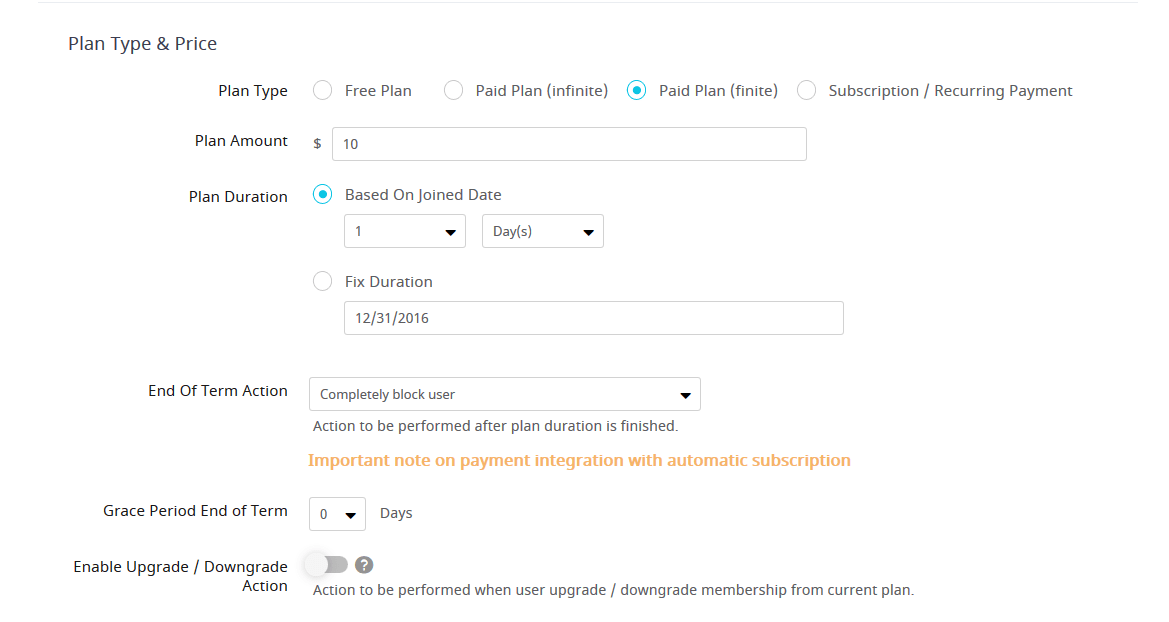 Plan Type & Price
Plan Type Free Plan Paid Plan (infinite) Paid Plan (finite) Subscription / Recurring Payment
Plan Amount $ 10
Plan Duration Based On Joined Date
1 Day(s)
Fix Duration
12/31/2016
End Of Term Action Completely block user
Action to be performed after plan duration is finished.
Important note on payment integration with automatic subscription
Grace Period End of Term 0 Days
Enable Upgrade / Downgrade ?
Action Action to be performed when user upgrade / downgrade membership from current plan.